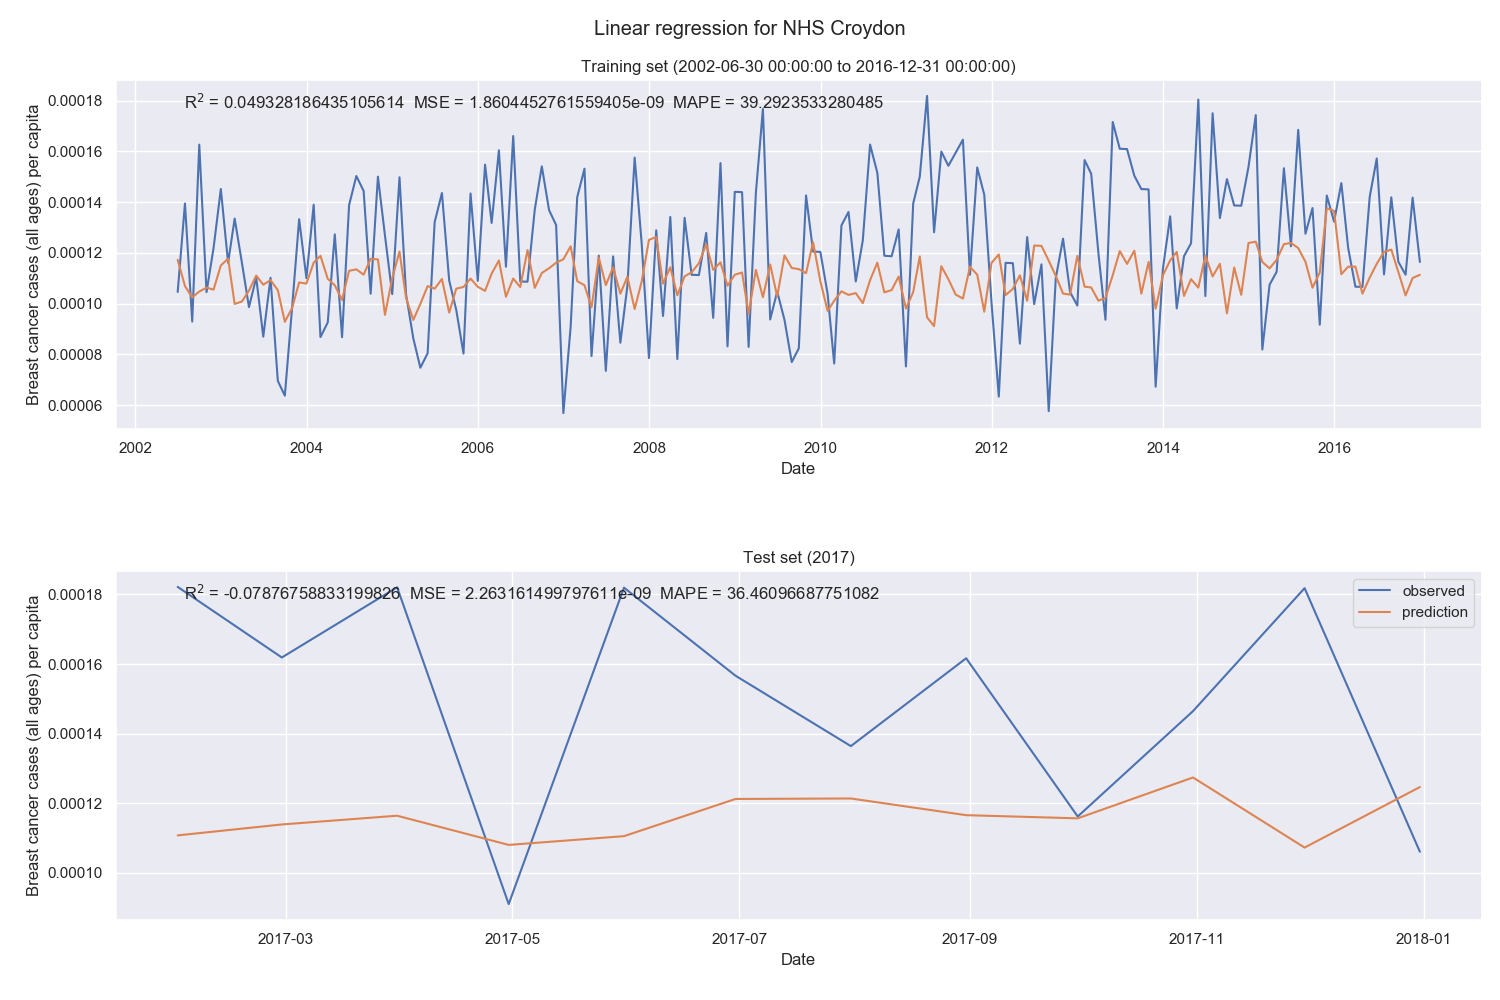 Linear regression for NHS Croydon
Training set (2002-06-30 00:00:00 to 2016-12-31 00:00:00)
R² = 0.049328186435105614 MSE = 1.8604452761559405e-09 MAPE = 39.2923533280485
Breast cancer cases (all ages) per capita
0.00018
0.00016
0.00014
0.00012
0.00010
0.00008
0.00006
2002 2004 2006 2008 2010 2012 2014 2016
Date
Test set (2017)
R² = -0.07876758833199826 MSE = 2.263161499797611e-09 MAPE = 36.46096687751082
observed
prediction
Breast cancer cases (all ages) per capita
0.00018
0.00016
0.00014
0.00012
0.00010
2017-03 2017-05 2017-07 2017-09 2017-11 2018-01
Date